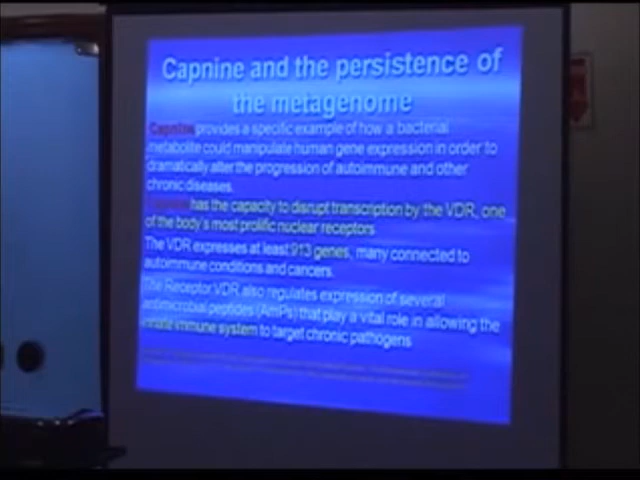 Capnine and the persistence of
the metagenome
Capnine provides a specific example of how a bacterial
metabolite could manipulate human gene expression in order to
dramatically alter the progression of autoimmune and other
chronic diseases.
Capnine has the capacity to disrupt transcription by the VDR, one
of the body's most prolific nuclear receptors
The VDR expresses at least 913 genes, many connected to
autoimmune conditions and cancers.
The Receptor VDR also regulates expression of several
antimicrobial peptides (AmPs) that play a vital role in allowing the
innate immune system to target chronic pathogens